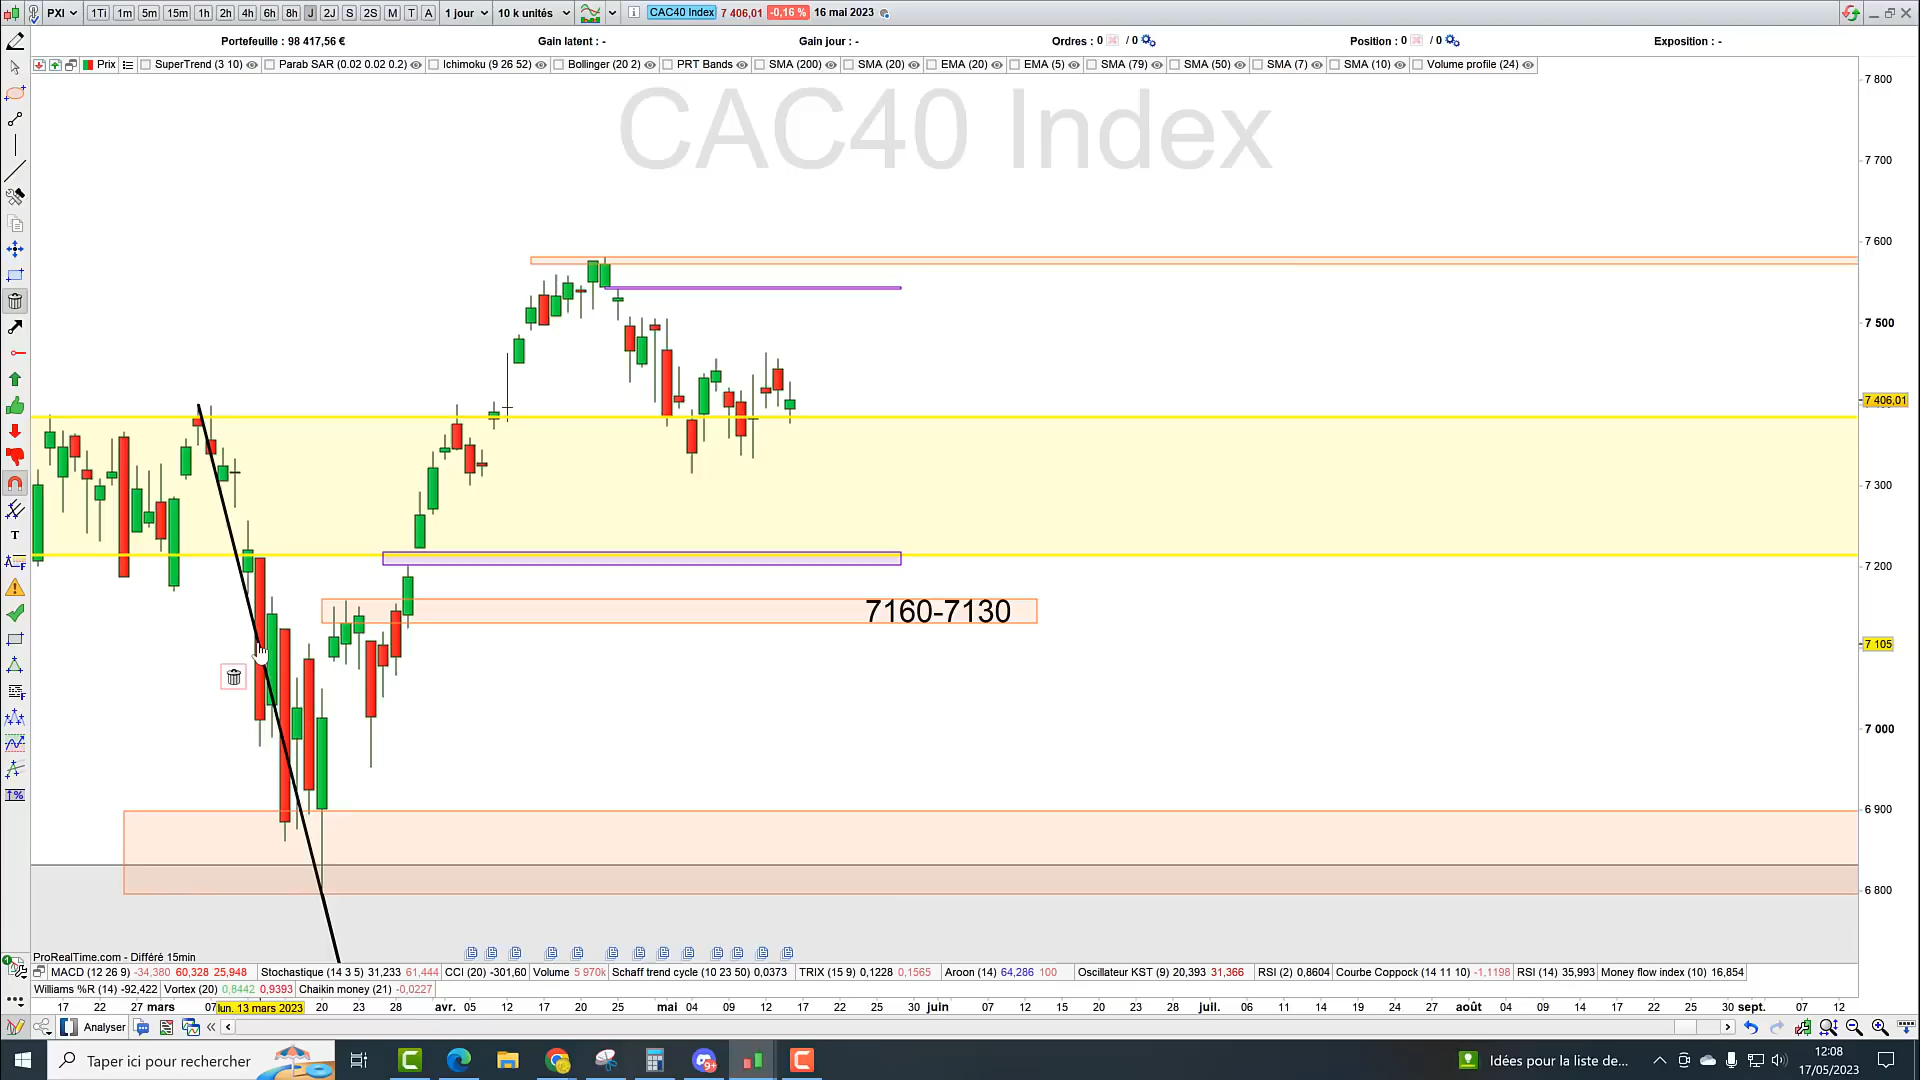 PXI 1Ti 1m 5m 15m 1h 2h 4h 6h 8h J 2J S 2S M T A 1 jour 10 k unités CAC40 Index 7 406,01 -0,16 % 16 mai 2023
Portefeuille : 98 417,56 € Gain latent : - Gain jour : - Ordres : 0 / 0 Position : 0 / 0 Exposition : -
Prix SuperTrend (3 10) Parab SAR (0.02 0.02 0.2) Ichimoku (9 26 52) Bollinger (20 2) PRT Bands SMA (200) SMA (20) EMA (20) EMA (5) SMA (79) SMA (50) SMA (7) SMA (10) Volume profile (24)
CAC40 Index
7 800
7 700
7 600
7 500
7 406,01
7 300
7 200
7160-7130
7 105
7 000
6 900
6 800
ProRealTime.com - Différé 15min
MACD (12 26 9) -34,380 60,328 25,948 Stochastique (14 3 5) 31,233 61,444 CCI (20) -301,60 Volume 5 970k Schaff trend cycle (10 23 50) 0,0373 TRIX (15 9) 0,1228 0,1565 Aroon (14) 64,286 100 Oscillateur KST (9) 20,393 31,366 RSI (2) 0,8604 Courbe Coppock (14 11 10) -1,1198 RSI (14) 35,993 Money flow index (10) 16,854
Williams %R (14) -92,422 Vortex (20) 0,8442 0,9393 Chaikin money (21) -0,0227
17 22 27 mars 07 lun. 13 mars 2023 20 23 28 avr. 05 12 17 20 25 mai 04 09 12 17 22 25 30 juin 07 12 15 20 23 28 juil. 06 11 14 19 24 27 août 04 09 14 17 22 25 30 sept. 07 12
Analyser
Taper ici pour rechercher 9+ Idées pour la liste de... 12:08
17/05/2023